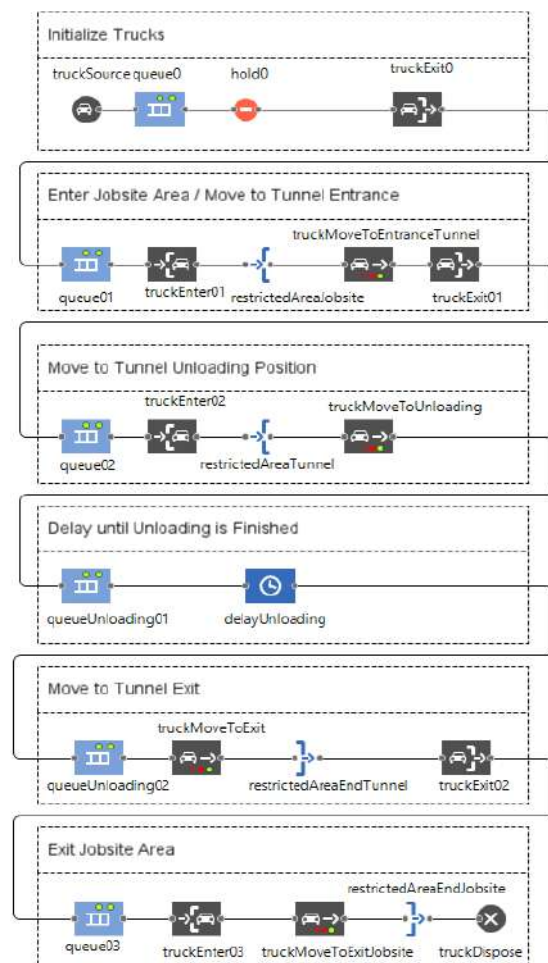 Initialize Trucks
truckSource queue0 hold0 truckExit0
Enter Jobsite Area / Move to Tunnel Entrance
truckMoveToEntranceTunnel
queue01 truckEnter01 restrictedAreaJobsite truckExit01
Move to Tunnel Unloading Position
truckEnter02 truckMoveToUnloading
queue02 restrictedAreaTunnel
Delay until Unloading is Finished
queueUnloading01 delayUnloading
Move to Tunnel Exit
truckMoveToExit
queueUnloading02 restrictedAreaEndTunnel truckExit02
Exit Jobsite Area
restrictedAreaEndJobsite
queue03 truckEnter03 truckMoveToExitJobsite truckDispose